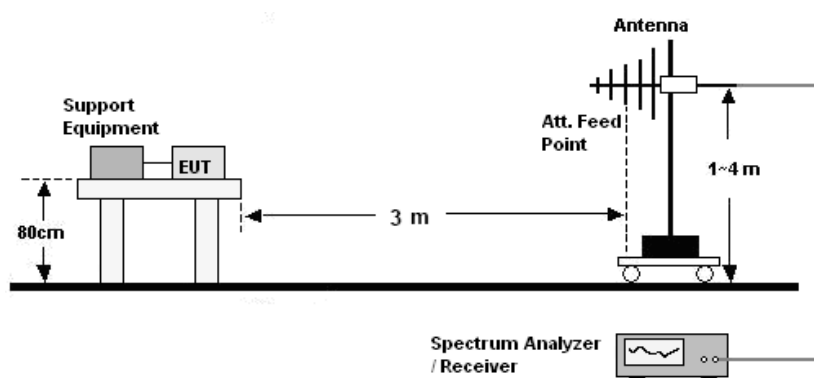 Antenna
Support
Equipment
EUT
Att. Feed
Point
1~4 m
3 m
80cm
Spectrum Analyzer
/ Receiver